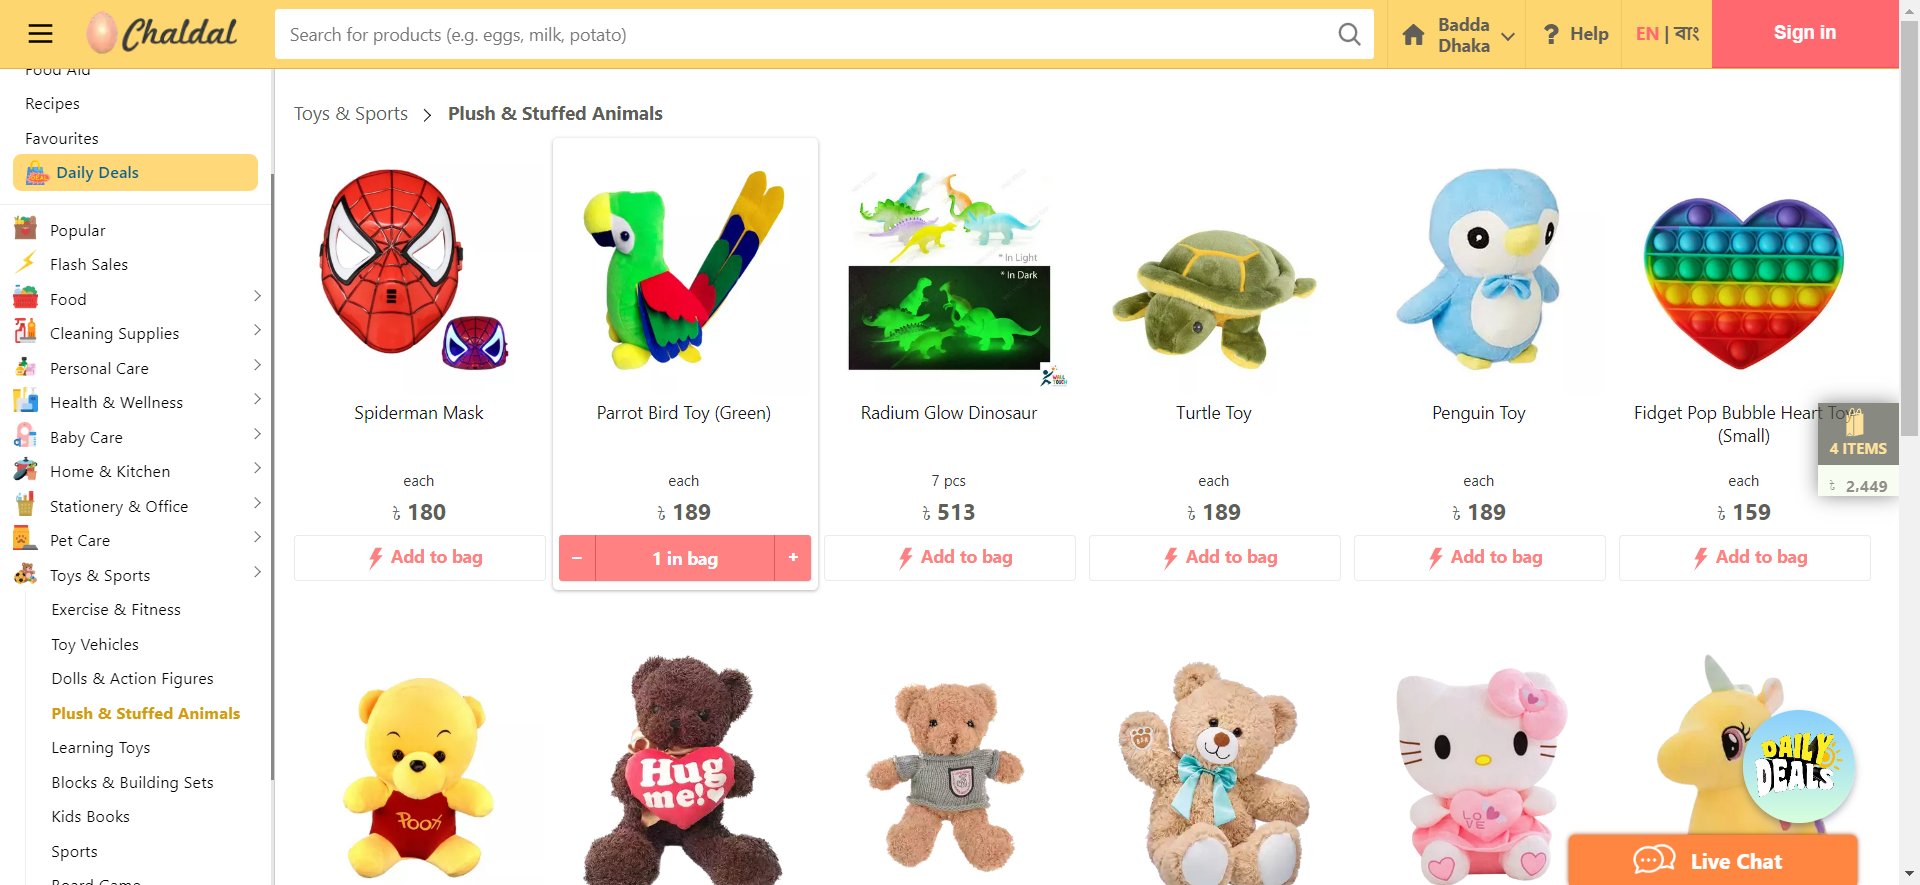 Chaldal
Search for products (e.g. eggs, milk, potato)
Badda
Dhaka
Help
EN | বাং
Sign in
Food Aid
Recipes
Favourites
Daily Deals
Popular
Flash Sales
Food
Cleaning Supplies
Personal Care
Health & Wellness
Baby Care
Home & Kitchen
Stationery & Office
Pet Care
Toys & Sports
Exercise & Fitness
Toy Vehicles
Dolls & Action Figures
Plush & Stuffed Animals
Learning Toys
Blocks & Building Sets
Kids Books
Sports
Board Game
Toys & Sports > Plush & Stuffed Animals
Spiderman Mask
each
৳ 180
Add to bag
Parrot Bird Toy (Green)
each
৳ 189
− 1 in bag +
* In Light
* In Dark
Radium Glow Dinosaur
7 pcs
৳ 513
Add to bag
Turtle Toy
each
৳ 189
Add to bag
Penguin Toy
each
৳ 189
Add to bag
Fidget Pop Bubble Heart Toy
(Small)
each
৳ 159
Add to bag
4 ITEMS
৳ 2,449
Pooh
Hug
me!
LOVE
DAILY
DEALS
Live Chat